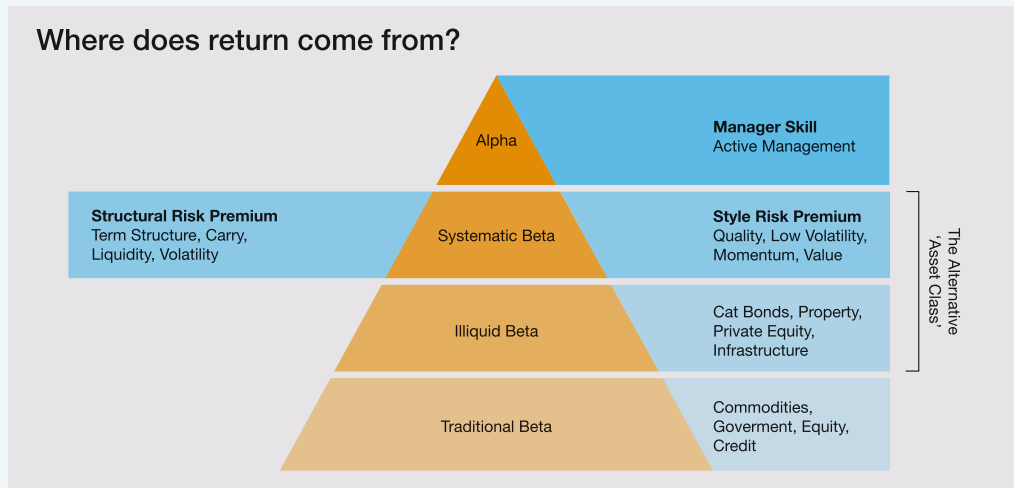 Where does return come from?
Alpha
Manager Skill
Active Management
Structural Risk Premium
Term Structure, Carry,
Liquidity, Volatility
Systematic Beta
Style Risk Premium
Quality, Low Volatility,
Momentum, Value
Illiquid Beta
Cat Bonds, Property,
Private Equity,
Infrastructure
The Alternative
‘Asset Class’
Traditional Beta
Commodities,
Goverment, Equity,
Credit